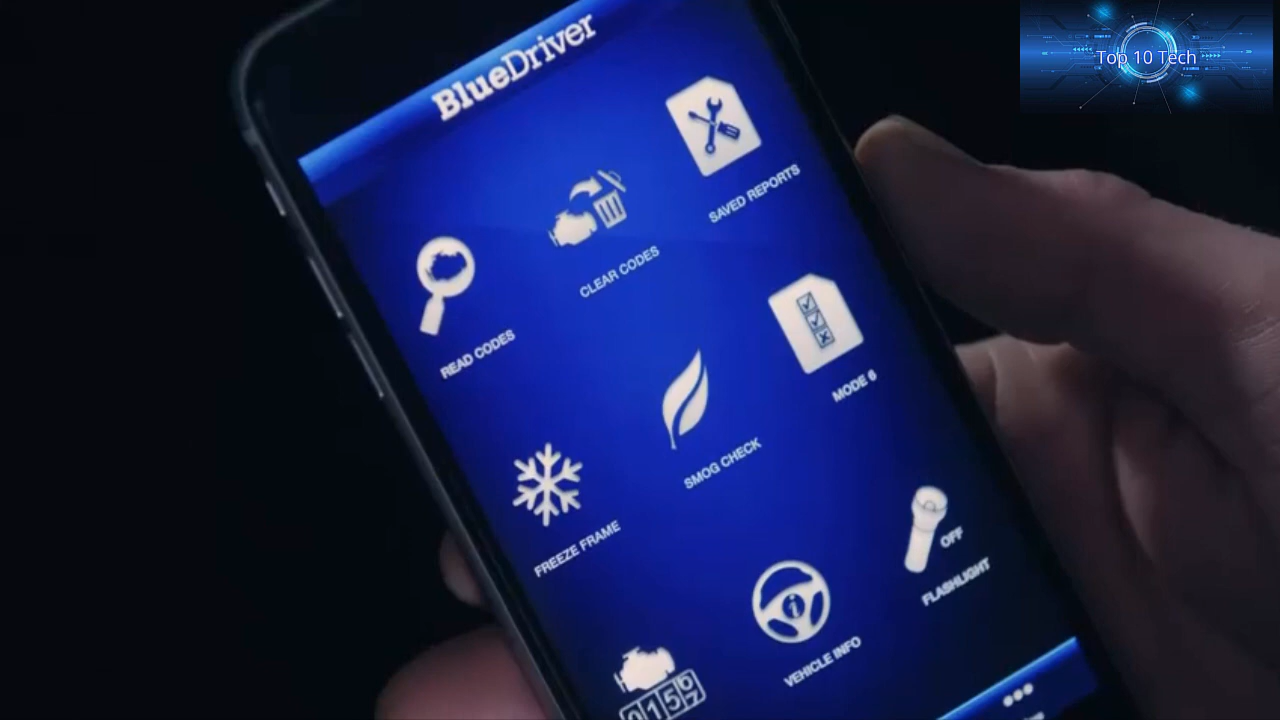 BlueDriver
Top 10 Tech
READ CODES
CLEAR CODES
SAVED REPORTS
FREEZE FRAME
SMOG CHECK
MODE 6
VEHICLE INFO
OFF
FLASHLIGHT